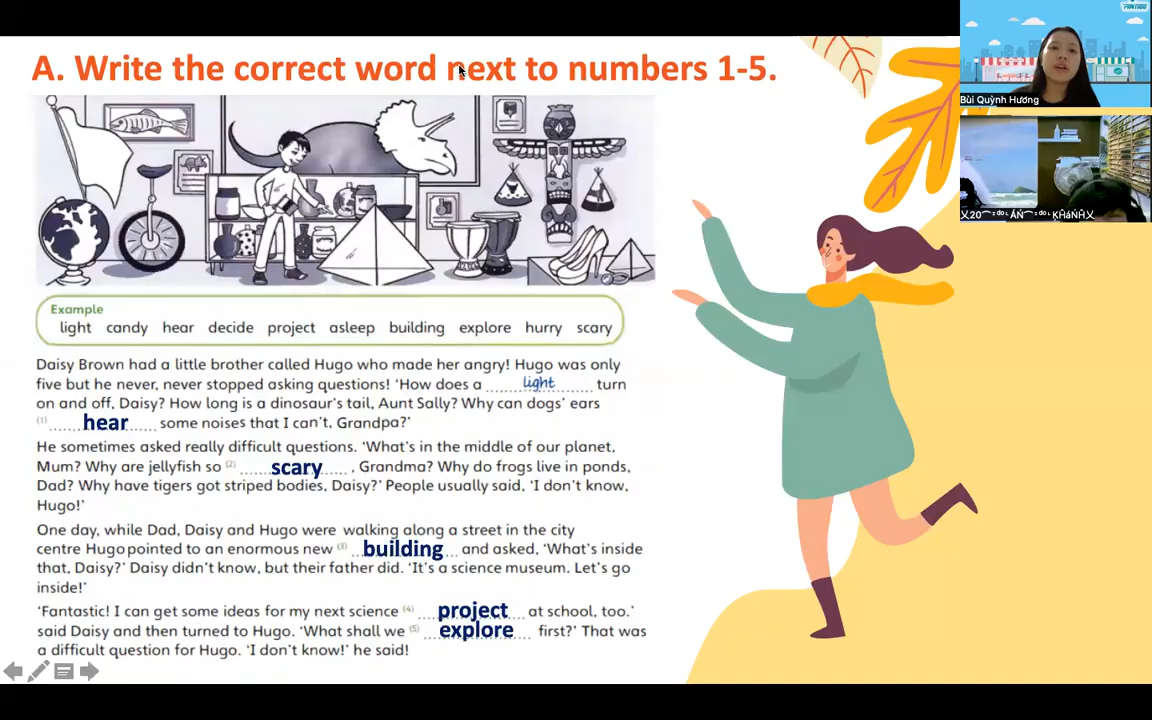 A. Write the correct word next to numbers 1-5.
FANTADO
Bùi Quỳnh Hương
Example
light candy hear decide project asleep building explore hurry scary
Daisy Brown had a little brother called Hugo who made her angry! Hugo was only
five but he never, never stopped asking questions! ‘How does a light turn
on and off, Daisy? How long is a dinosaur’s tail, Aunt Sally? Why can dogs’ ears
(1) hear some noises that I can’t, Grandpa?’
He sometimes asked really difficult questions. ‘What’s in the middle of our planet,
Mum? Why are jellyfish so (2) scary, Grandma? Why do frogs live in ponds,
Dad? Why have tigers got striped bodies, Daisy?’ People usually said, ‘I don’t know,
Hugo!’
One day, while Dad, Daisy and Hugo were walking along a street in the city
centre Hugo pointed to an enormous new (3) building and asked, ‘What’s inside
that, Daisy?’ Daisy didn’t know, but their father did. ‘It’s a science museum. Let’s go
inside!’
‘Fantastic! I can get some ideas for my next science (4) project at school, too.’
said Daisy and then turned to Hugo. ‘What shall we (5) explore first?’ That was
a difficult question for Hugo. ‘I don’t know!’ he said!